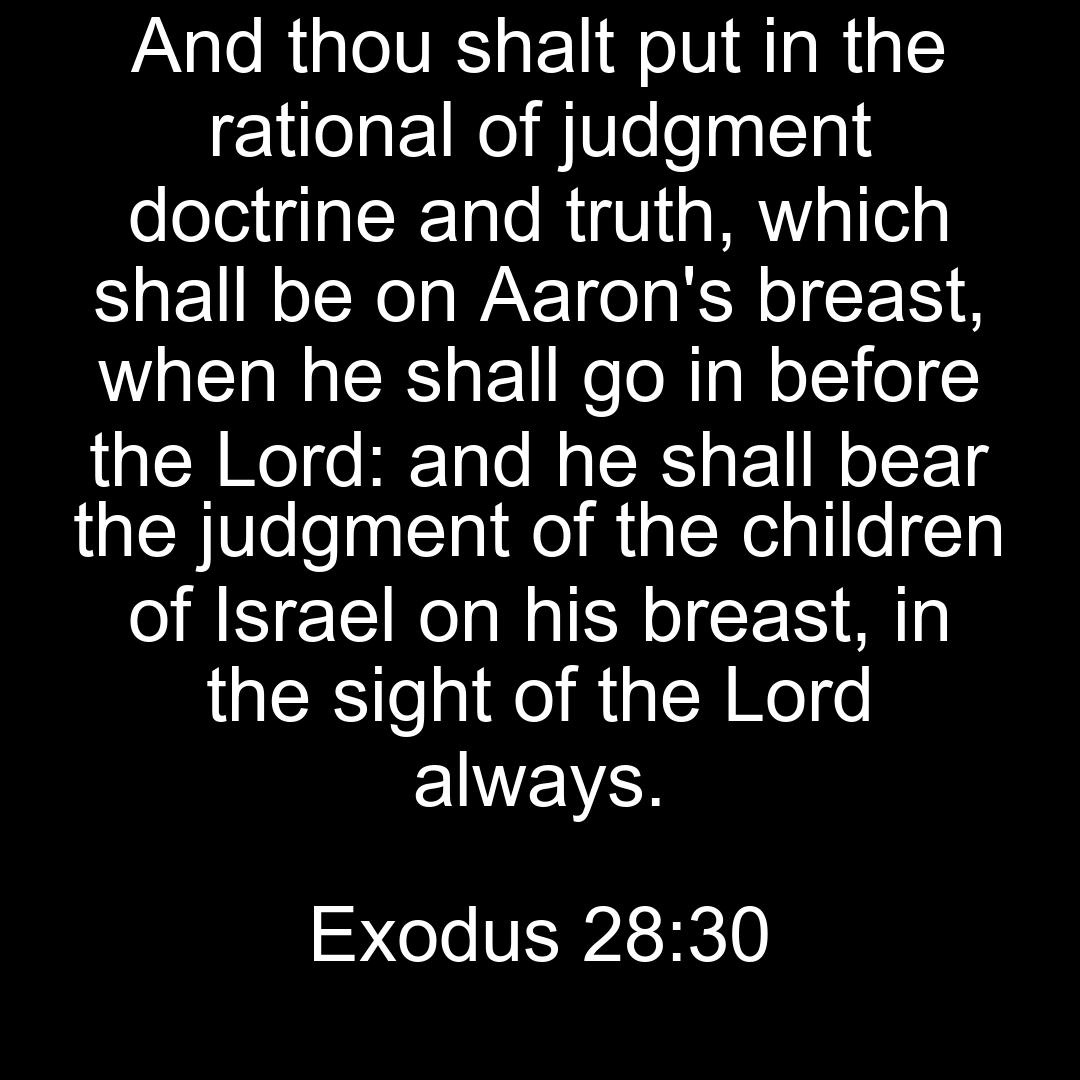 And thou shalt put in the
rational of judgment
doctrine and truth, which
shall be on Aaron's breast,
when he shall go in before
the Lord: and he shall bear
the judgment of the children
of Israel on his breast, in
the sight of the Lord
always.
Exodus 28:30